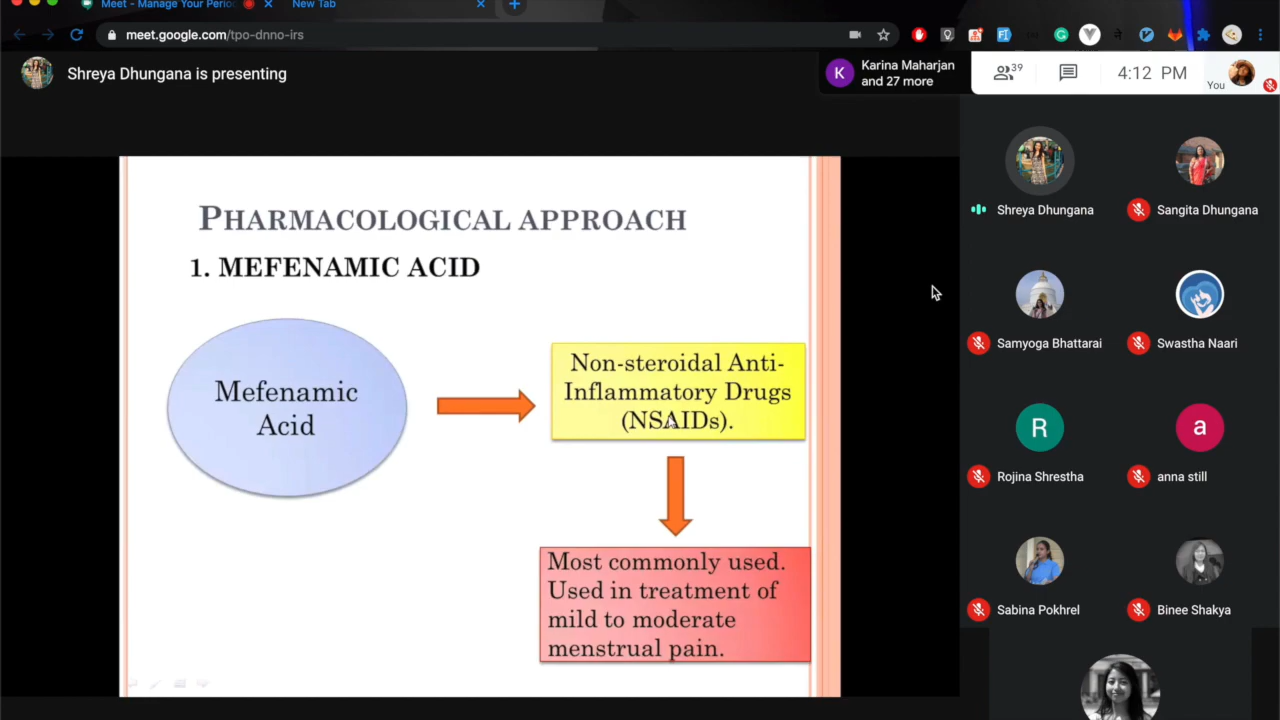 Meet - Manage Your Perio
New Tab
meet.google.com/tpo-dnno-irs
Shreya Dhungana is presenting
K
Karina Maharjan
and 27 more
39
4:12 PM
You
PHARMACOLOGICAL APPROACH
1. MEFENAMIC ACID
Mefenamic
Acid
Non-steroidal Anti-
Inflammatory Drugs
(NSAIDs).
Most commonly used.
Used in treatment of
mild to moderate
menstrual pain.
Shreya Dhungana
Sangita Dhungana
Samyoga Bhattarai
Swastha Naari
R
a
Rojina Shrestha
anna still
Sabina Pokhrel
Binee Shakya